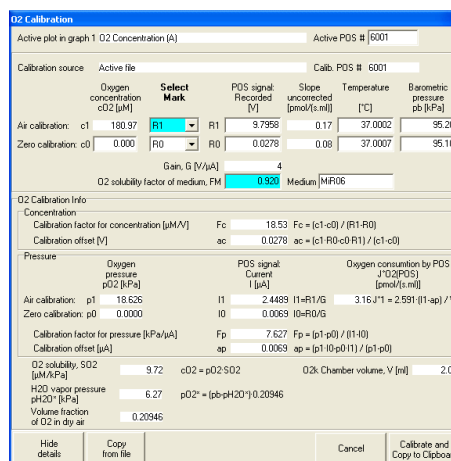 O2 Calibration
Active plot in graph 1 O2 Concentration (A) Active POS # 6001
Calibration source Active file Calib. POS # 6001
Oxygen concentration cO2 [µM] Select Mark POS signal: Recorded [V] Slope uncorrected [pmol/(s.ml)] Temperature [°C] Barometric pressure pb [kPa]
Air calibration: c1 180.97 R1 R1 9.7958 0.17 37.0002 95.20
Zero calibration: c0 0.000 R0 R0 0.0278 0.08 37.0007 95.18
Gain, G [V/µA] 4
O2 solubility factor of medium, FM 0.920 Medium MiR06
O2 Calibration Info
Concentration
Calibration factor for concentration [µM/V] Fc 18.53 Fc = (c1-c0) / (R1-R0)
Calibration offset [V] ac 0.0278 ac = (c1·R0-c0·R1) / (c1-c0)
Pressure
Oxygen pressure pO2 [kPa] POS signal: Current I [µA] Oxygen consumtion by POS J°O2(POS) [pmol/(s.ml)]
Air calibration: p1 18.626 I1 2.4489 I1=R1/G 3.16 J°1 = 2.591·(I1-ap) / V
Zero calibration: p0 0.0000 I0 0.0069 I0=R0/G
Calibration factor for pressure [kPa/µA] Fp 7.627 Fp = (p1-p0) / (I1-I0)
Calibration offset [µA] ap 0.0069 ap = (p1·I0-p0·I1) / (p1-p0)
O2 solubility, SO2 [µM/kPa] 9.72 cO2 = pO2·SO2 O2k Chamber volume, V [ml] 2.0
H2O vapor pressure pH2O* [kPa] 6.27 pO2* = (pb-pH2O*)·0.20946
Volume fraction of O2 in dry air 0.20946
Hide details Copy from file Cancel Calibrate and Copy to Clipboa